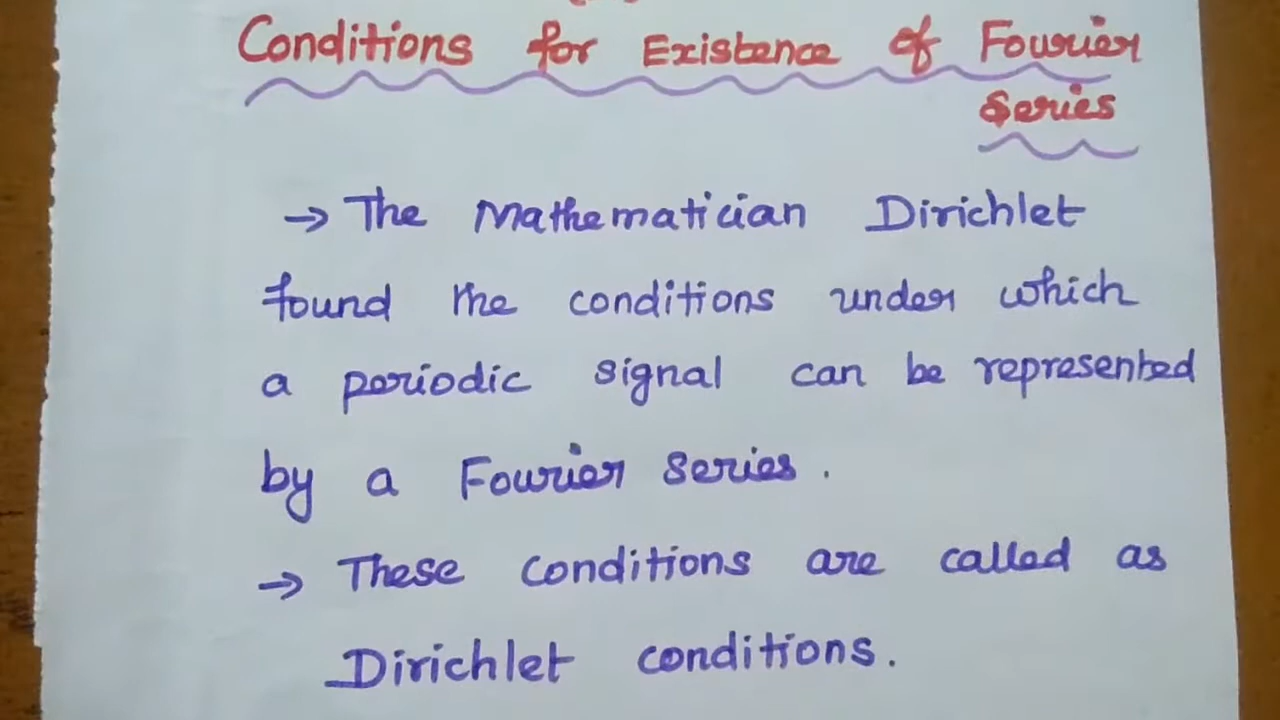 Conditions for Existence of Fourier
Series
→ The Mathematician Dirichlet
found the conditions under which
a periodic signal can be represented
by a Fourier Series.
→ These conditions are called as
Dirichlet conditions.